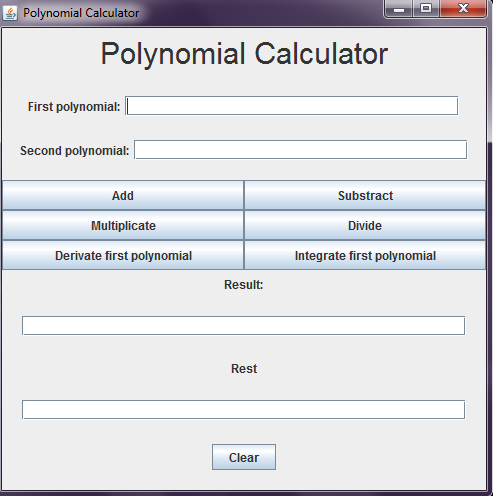 Polynomial Calculator
Polynomial Calculator
First polynomial:
Second polynomial:
Add Substract
Multiplicate Divide
Derivate first polynomial Integrate first polynomial
Result:
Rest
Clear